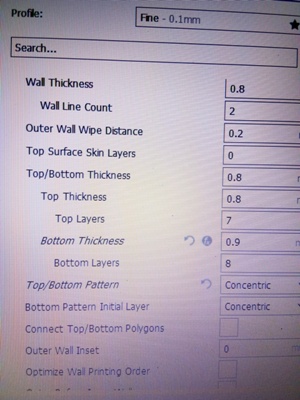 Profile: Fine - 0.1mm
Search...
Wall Thickness 0.8
Wall Line Count 2
Outer Wall Wipe Distance 0.2
Top Surface Skin Layers 0
Top/Bottom Thickness 0.8
Top Thickness 0.8
Top Layers 7
Bottom Thickness 0.9
Bottom Layers 8
Top/Bottom Pattern Concentric
Bottom Pattern Initial Layer Concentric
Connect Top/Bottom Polygons
Outer Wall Inset 0
Optimize Wall Printing Order